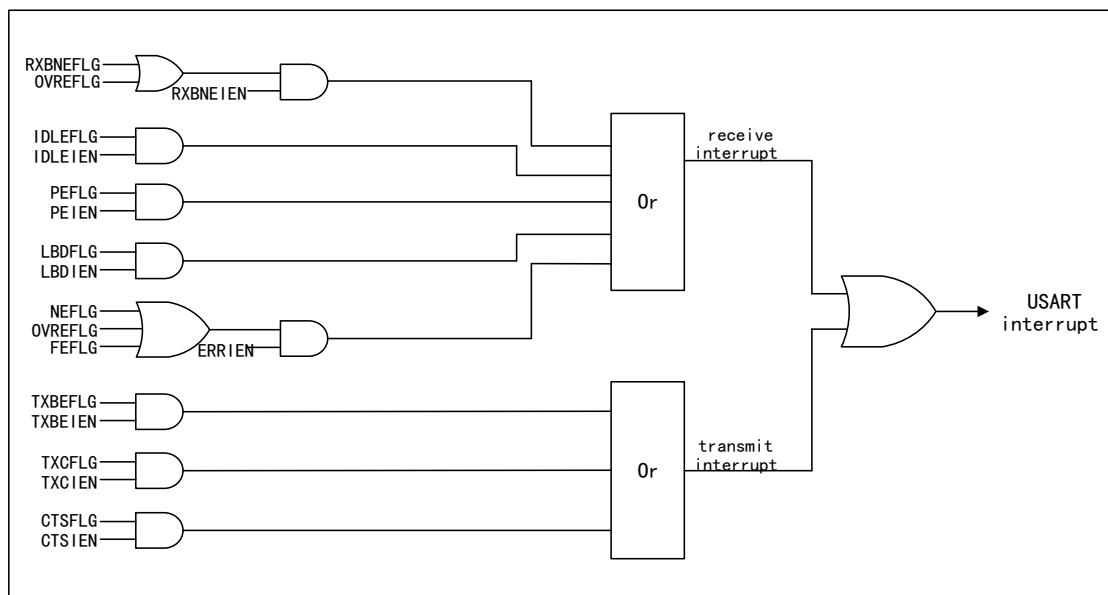 RXBNEFLG
OVREFLG
RXBNEIEN
IDLEFLG
IDLEIEN
PEFLG
PEIEN
LBDFLG
LBDIEN
NEFLG
OVREFLG
FEFLG
ERRIEN
Or
receive
interrupt
TXBEFLG
TXBEIEN
TXCFLG
TXCIEN
CTSFLG
CTSIEN
Or
transmit
interrupt
USART
interrupt